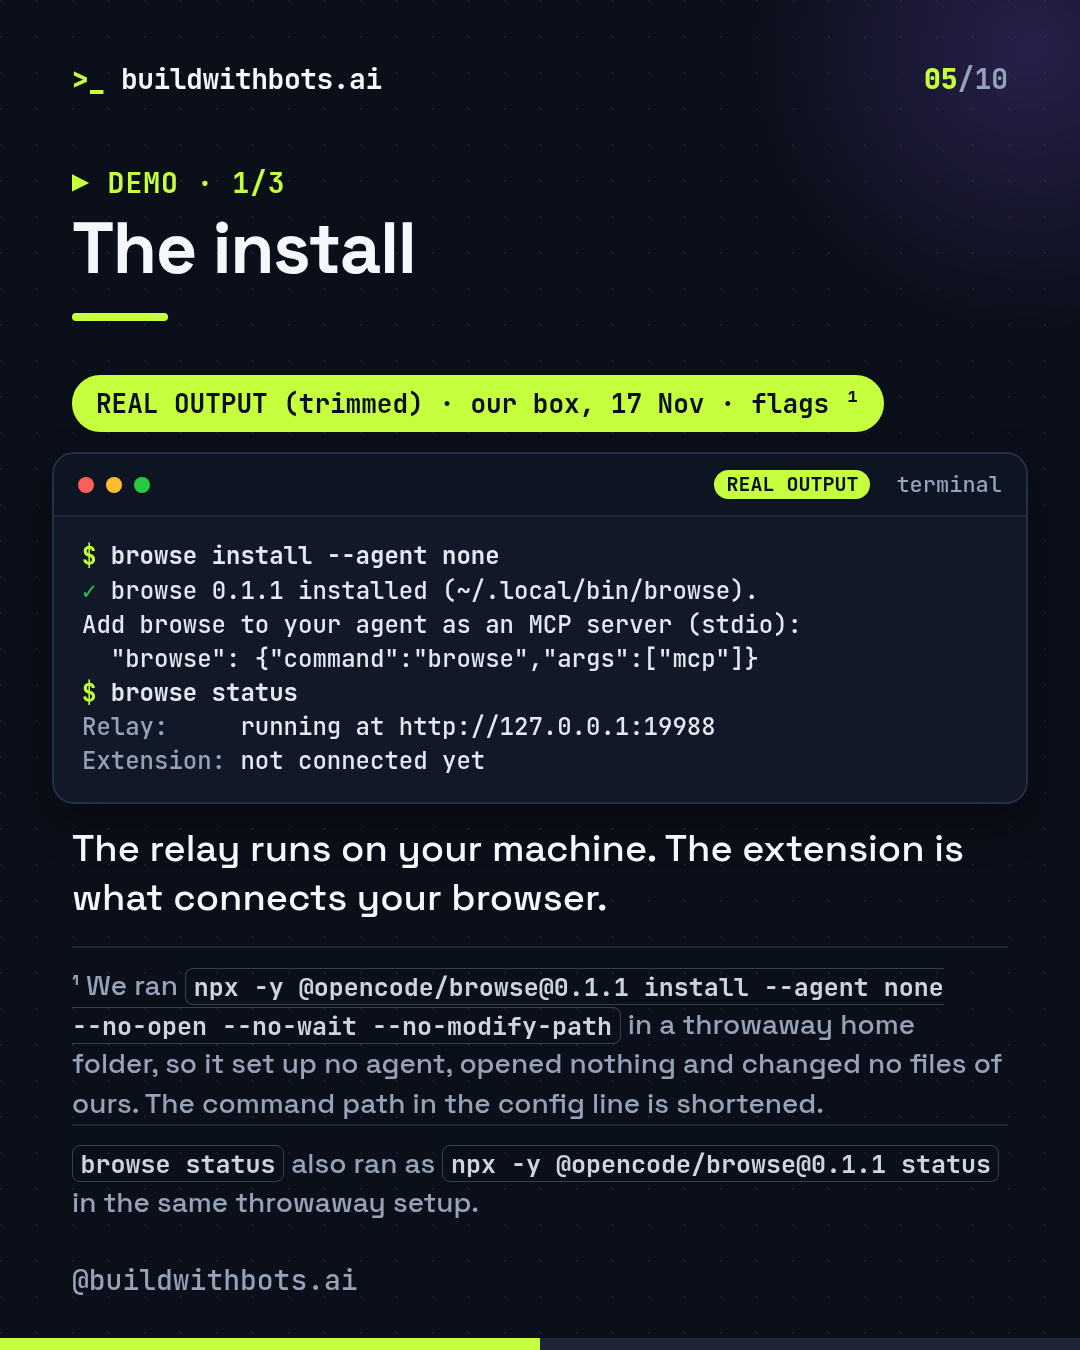 >_ buildwithbots.ai
05/10
▶ DEMO · 1/3
The install
REAL OUTPUT (trimmed) · our box, 17 Nov · flags ¹
REAL OUTPUT terminal
$ browse install --agent none
✓ browse 0.1.1 installed (~/.local/bin/browse).
Add browse to your agent as an MCP server (stdio):
  "browse": {"command":"browse","args":["mcp"]}
$ browse status
Relay:     running at http://127.0.0.1:19988
Extension: not connected yet
The relay runs on your machine. The extension is
what connects your browser.
¹ We ran npx -y @opencode/browse@0.1.1 install --agent none
--no-open --no-wait --no-modify-path in a throwaway home
folder, so it set up no agent, opened nothing and changed no files of
ours. The command path in the config line is shortened.
browse status also ran as npx -y @opencode/browse@0.1.1 status
in the same throwaway setup.
@buildwithbots.ai